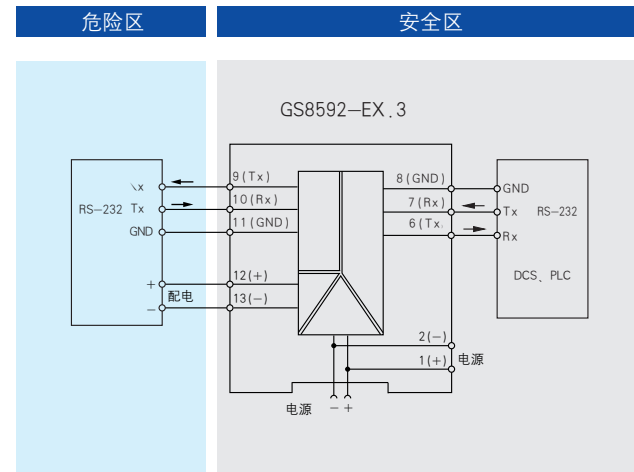 危险区
安全区
GS8592-EX.3
9(Tx)
10(Rx)
11(GND)
12(+)
13(-)
x
RS-232 Tx
GND
+
配电
-
8(GND)
7(Rx)
6(Tx
GND
Tx RS-232
Rx
DCS、PLC
2(-)
1(+)
电源
电源 - +